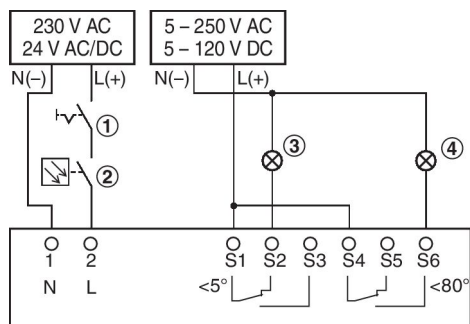 230 V AC
24 V AC/DC
5 – 250 V AC
5 – 120 V DC
N(–) L(+)
N(–) L(+)
①
②
③
④
1 2 S1 S2 S3 S4 S5 S6
N L
<5° <80°